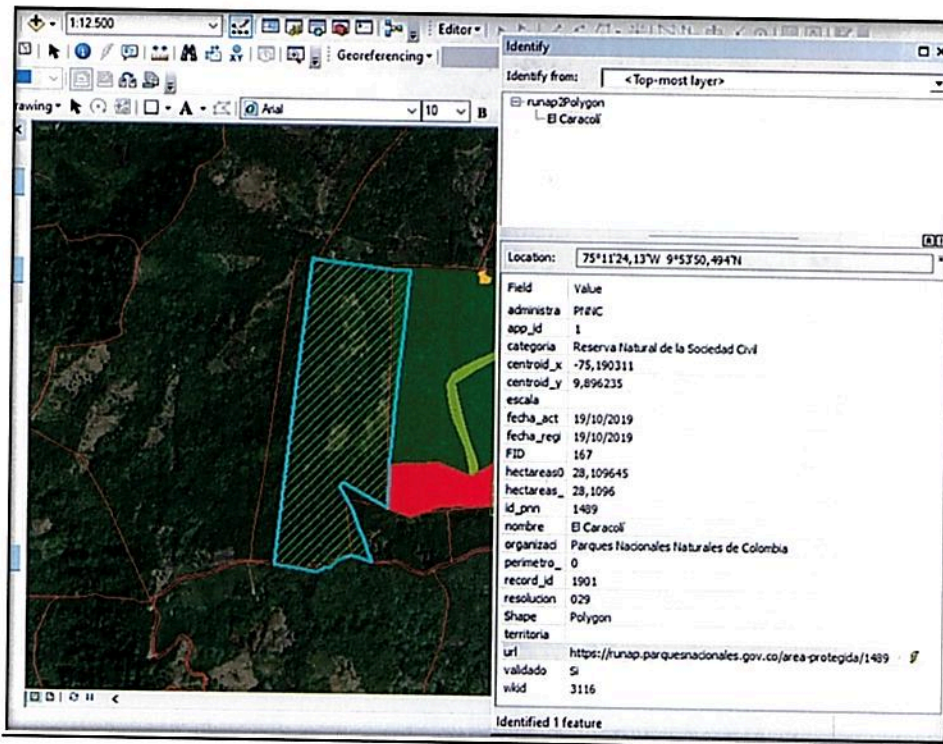 1:12.500
Editor
Georeferencing
rawing
A
Arial
10
B
Identify
Identify from:
<Top-most layer>
runap2Polygon
El Caracolí
Location:
75°11'24,13"W 9°53'50,494"N
Field Value
administra PNNC
app_id 1
categoria Reserva Natural de la Sociedad Civil
centroid_x -75,190311
centroid_y 9,896235
escala
fecha_act 19/10/2019
fecha_regi 19/10/2019
FID 167
hectareas0 28,109645
hectareas_ 28,1096
id_pnn 1489
nombre El Caracolí
organizaci Parques Nacionales Naturales de Colombia
perimetro_ 0
record_id 1901
resolucion 029
Shape Polygon
territoria
url https://runap.parquesnacionales.gov.co/area-protegida/1489
validado Si
wkid 3116
Identified 1 feature